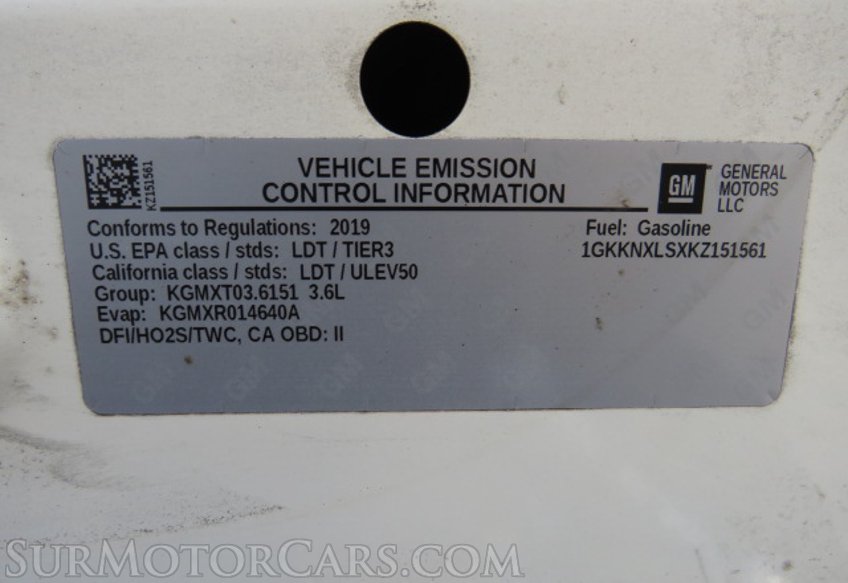 VEHICLE EMISSION
CONTROL INFORMATION
KZ151561
GM
GENERAL
MOTORS
LLC
Conforms to Regulations: 2019
Fuel: Gasoline
U.S. EPA class / stds: LDT / TIER3
1GKKNXLSXKZ151561
California class / stds: LDT / ULEV50
Group: KGMXT03.6151 3.6L
Evap: KGMXR014640A
DFI/HO2S/TWC, CA OBD: II
SURMOTORCARS.COM